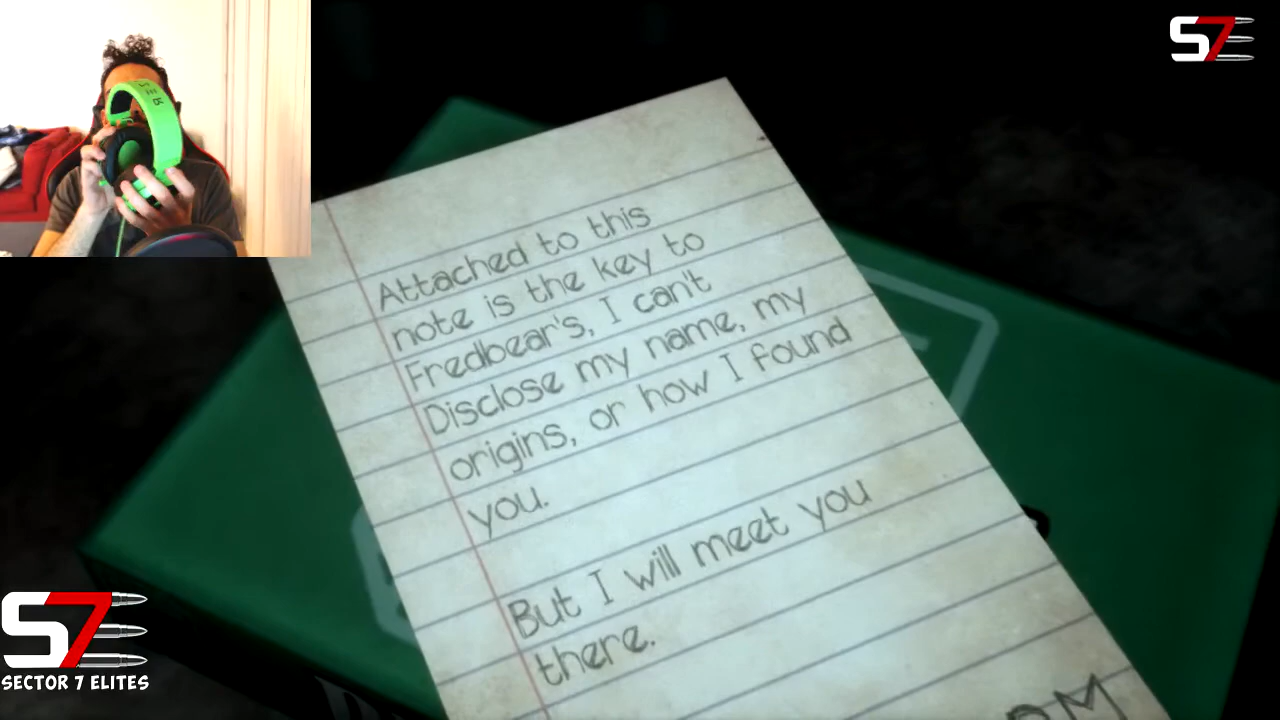 S7
Attached to this
note is the key to
Fredbear's, I can't
Disclose my name, my
origins, or how I found
you.
But I will meet you
there.
S7
SECTOR 7 ELITES